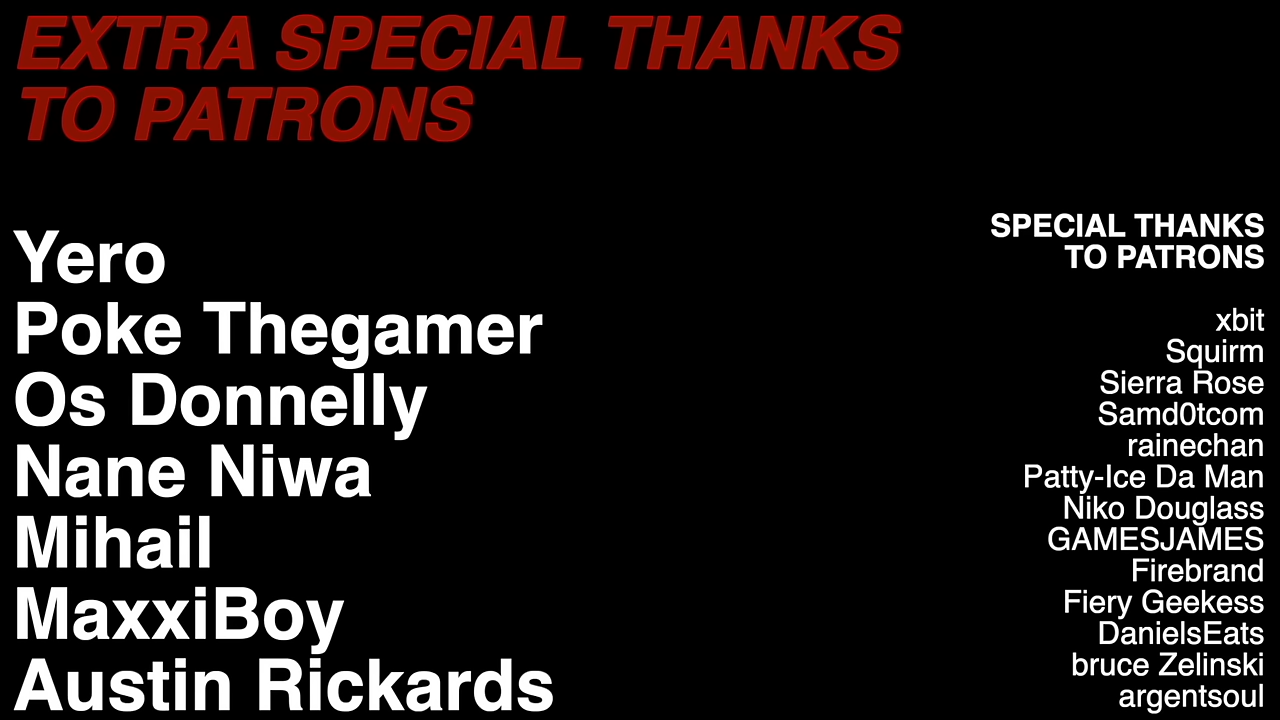 EXTRA SPECIAL THANKS
TO PATRONS
Yero
Poke Thegamer
Os Donnelly
Nane Niwa
Mihail
MaxxiBoy
Austin Rickards
SPECIAL THANKS
TO PATRONS
xbit
Squirm
Sierra Rose
Samd0tcom
rainechan
Patty-Ice Da Man
Niko Douglass
GAMESJAMES
Firebrand
Fiery Geekess
DanielsEats
bruce Zelinski
argentsoul